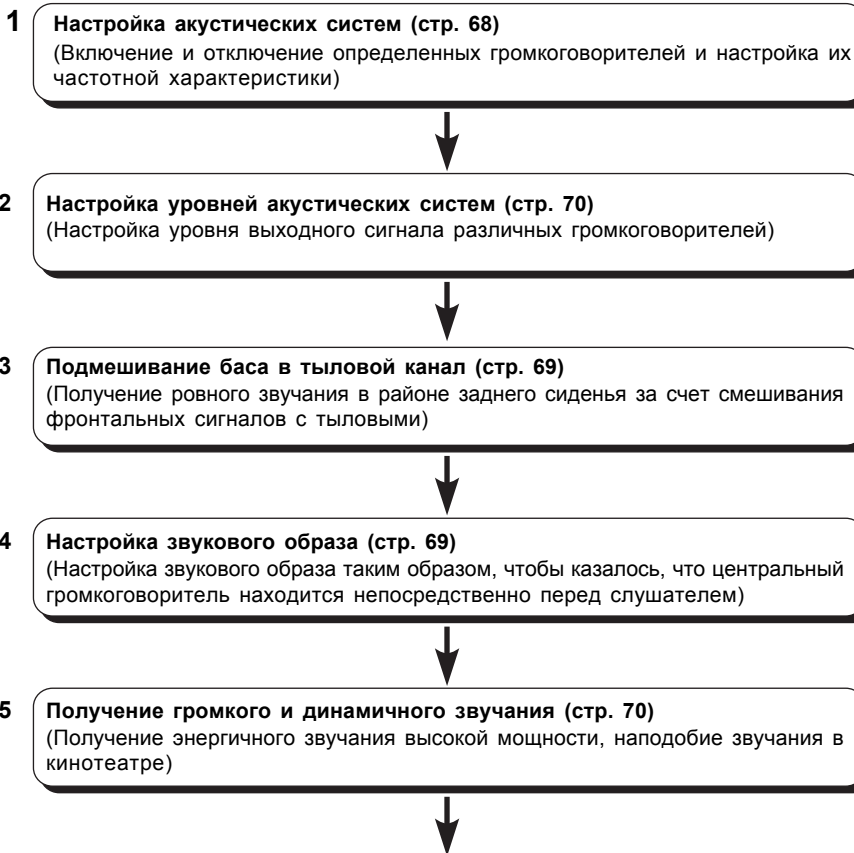 1 Настройка акустических систем (стр. 68)
(Включение и отключение определенных громкоговорителей и настройка их
частотной характеристики)
2 Настройка уровней акустических систем (стр. 70)
(Настройка уровня выходного сигнала различных громкоговорителей)
3 Подмешивание баса в тыловой канал (стр. 69)
(Получение ровного звучания в районе заднего сиденья за счет смешивания
фронтальных сигналов с тыловыми)
4 Настройка звукового образа (стр. 69)
(Настройка звукового образа таким образом, чтобы казалось, что центральный
громкоговоритель находится непосредственно перед слушателем)
5 Получение громкого и динамичного звучания (стр. 70)
(Получение энергичного звучания высокой мощности, наподобие звучания в
кинотеатре)